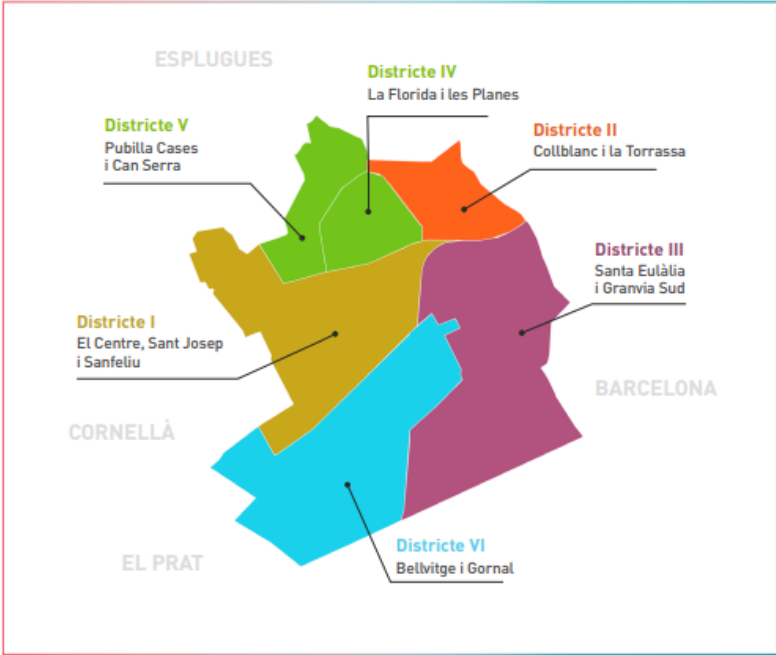 ESPLUGUES
Districte IV
La Florida i les Planes
Districte V
Pubilla Cases
i Can Serra
Districte II
Collblanc i la Torrassa
Districte III
Santa Eulàlia
i Granvia Sud
Districte I
El Centre, Sant Josep
i Sanfeliu
BARCELONA
CORNELLÀ
Districte VI
Bellvitge i Gornal
EL PRAT